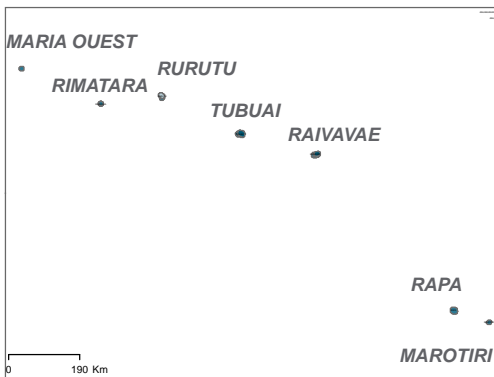 MARIA OUEST
RURUTU
RIMATARA
TUBUAI
RAIVAVAE
RAPA
MAROTIRI
0 190 Km